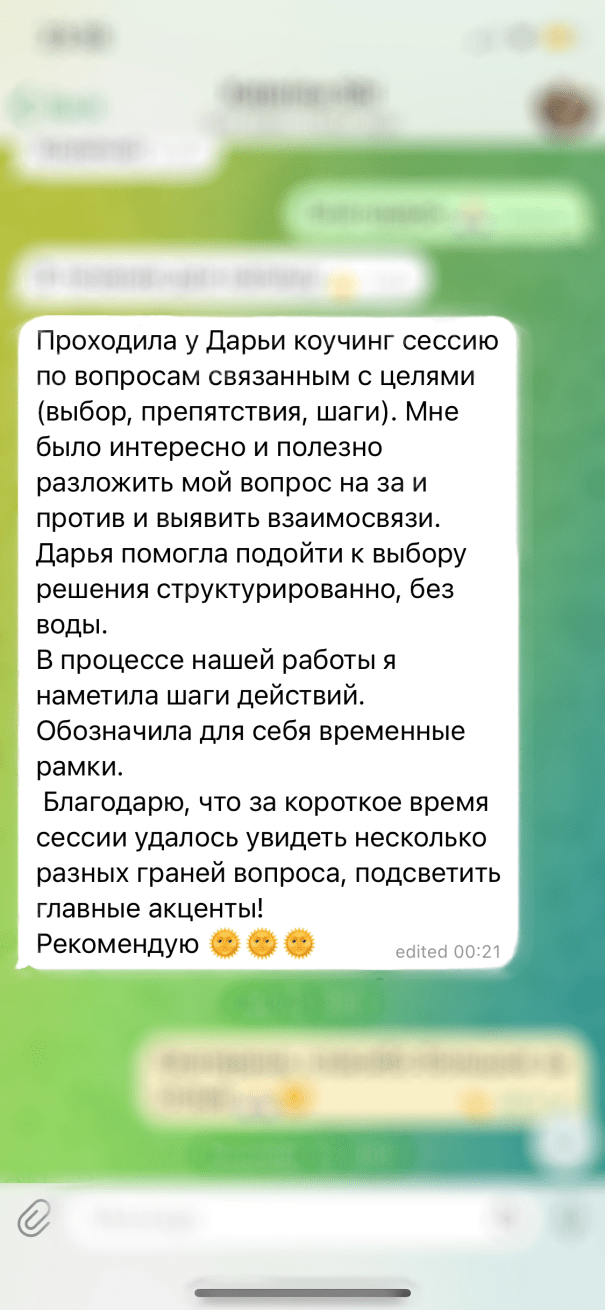 Проходила у Дарьи коучинг сессию
по вопросам связанным с целями
(выбор, препятствия, шаги). Мне
было интересно и полезно
разложить мой вопрос на за и
против и выявить взаимосвязи.
Дарья помогла подойти к выбору
решения структурированно, без
воды.
В процессе нашей работы я
наметила шаги действий.
Обозначила для себя временные
рамки.
Благодарю, что за короткое время
сессии удалось увидеть несколько
разных граней вопроса, подсветить
главные акценты!
Рекомендую 🌞🌞🌞
edited 00:21